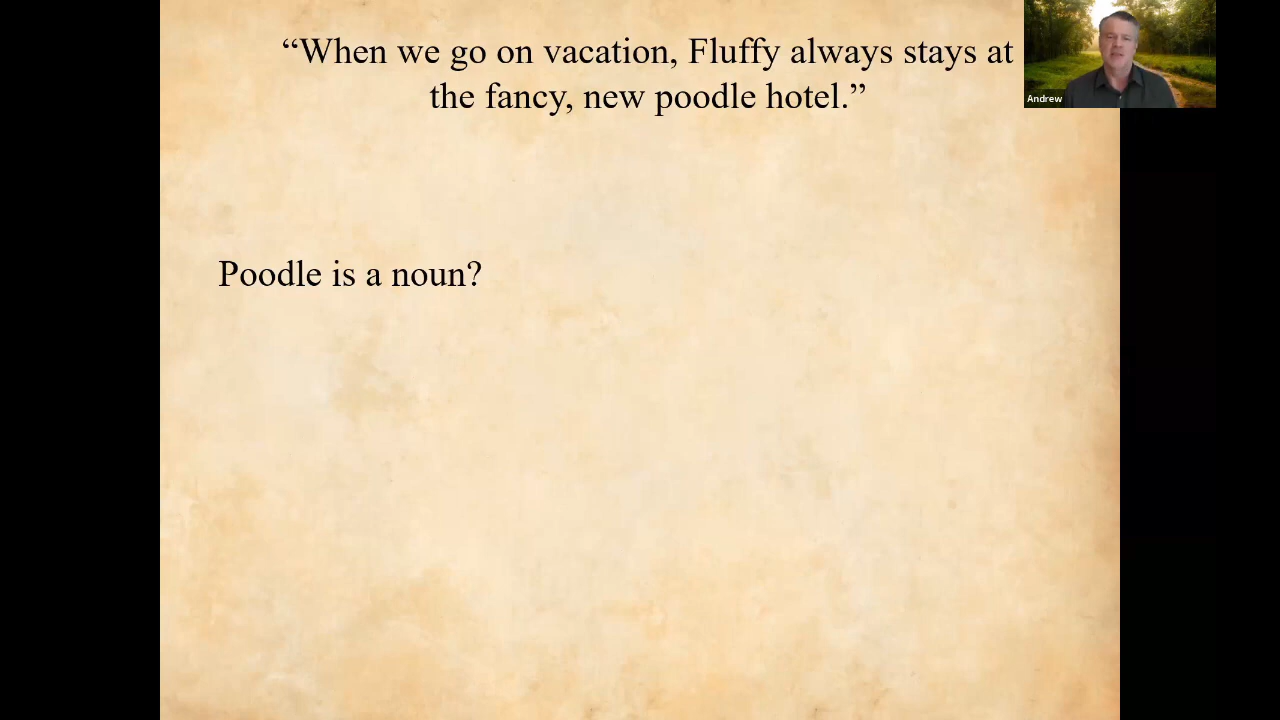 “When we go on vacation, Fluffy always stays at
the fancy, new poodle hotel.”
Andrew
Poodle is a noun?